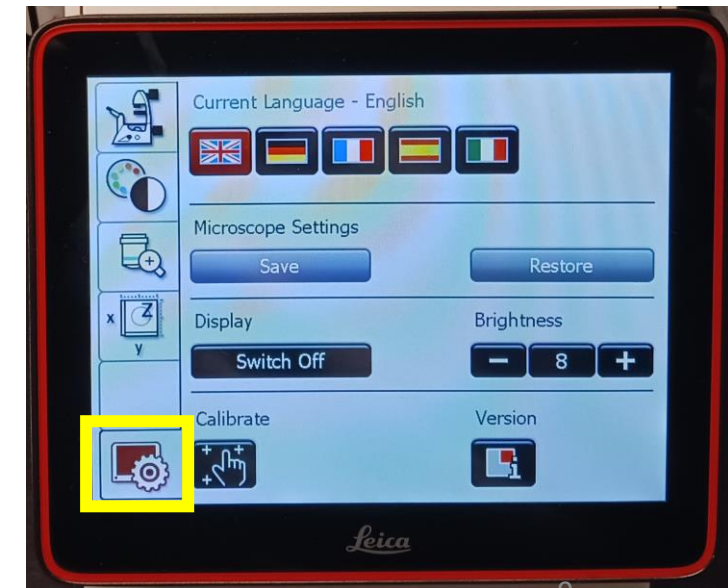 Current Language - English
Microscope Settings
Save Restore
x Z
y
Display Brightness
Switch Off - 8 +
Calibrate Version
i
Leica